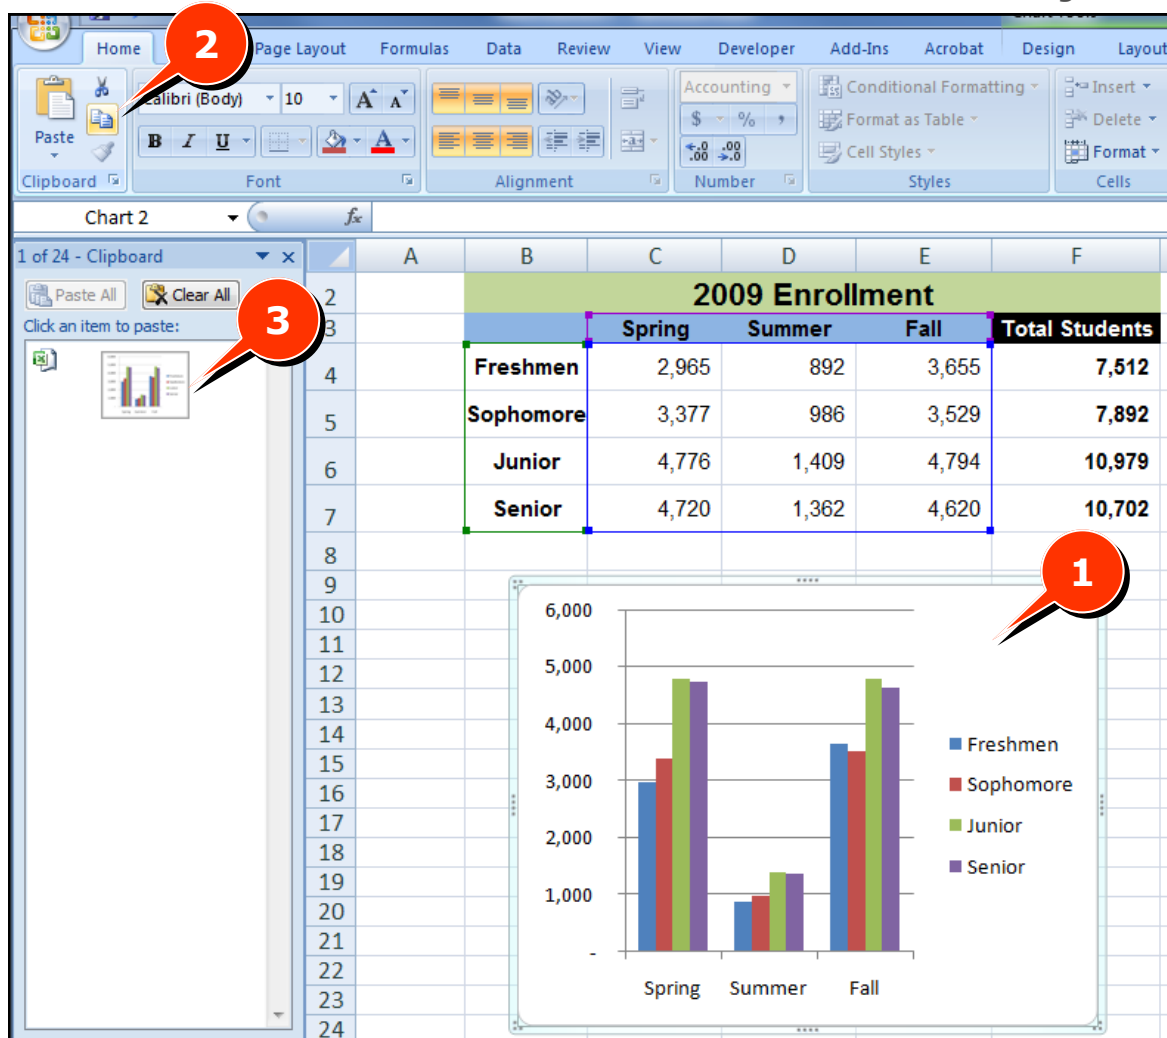 2
Home Page Layout Formulas Data Review View Developer Add-Ins Acrobat Design Layout
Calibri (Body) 10 A A Accounting Conditional Formatting Insert
Paste B I U A $ % , Format as Table Delete
.0 .00 .00 .0 Cell Styles Format
Clipboard Font Alignment Number Styles Cells
Chart 2 fx
1 of 24 - Clipboard x A B C D E F
Paste All Clear All 3 2 2009 Enrollment
Click an item to paste: 3 Spring Summer Fall Total Students
4 Freshmen 2,965 892 3,655 7,512
5 Sophomore 3,377 986 3,529 7,892
6 Junior 4,776 1,409 4,794 10,979
7 Senior 4,720 1,362 4,620 10,702
8
1
9
10 6,000
11
12 5,000
13
14 4,000
Freshmen
15
16 3,000 Sophomore
17
Junior
18 2,000
Senior
19
20 1,000
21
22 -
23 Spring Summer Fall
24